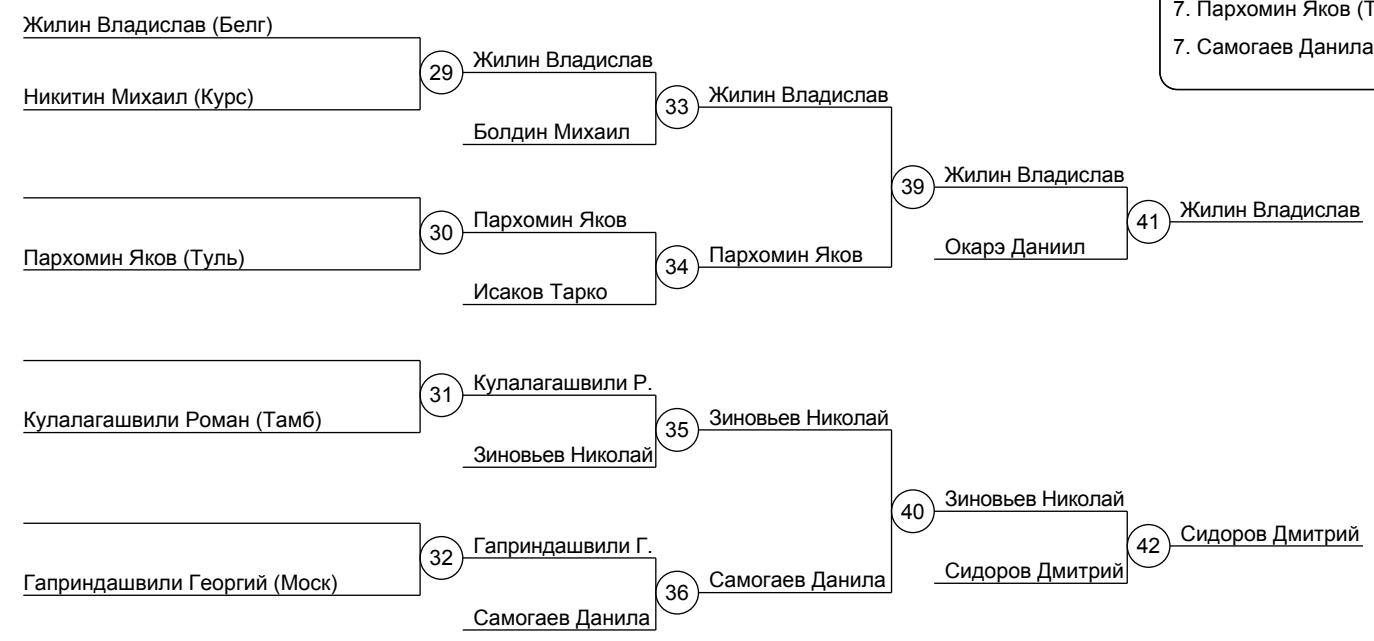 7. Пархомин Яков (Т
7. Самогаев Данила
Жилин Владислав (Белг)
Никитин Михаил (Курс)
29
Жилин Владислав
Болдин Михаил
33
Жилин Владислав
Пархомин Яков (Туль)
30
Пархомин Яков
Исаков Тарко
34
Пархомин Яков
39
Жилин Владислав
Окарэ Даниил
41
Жилин Владислав
Кулалагашвили Роман (Тамб)
31
Кулалагашвили Р.
Зиновьев Николай
35
Зиновьев Николай
Гаприндашвили Георгий (Моск)
32
Гаприндашвили Г.
Самогаев Данила
36
Самогаев Данила
40
Зиновьев Николай
Сидоров Дмитрий
42
Сидоров Дмитрий